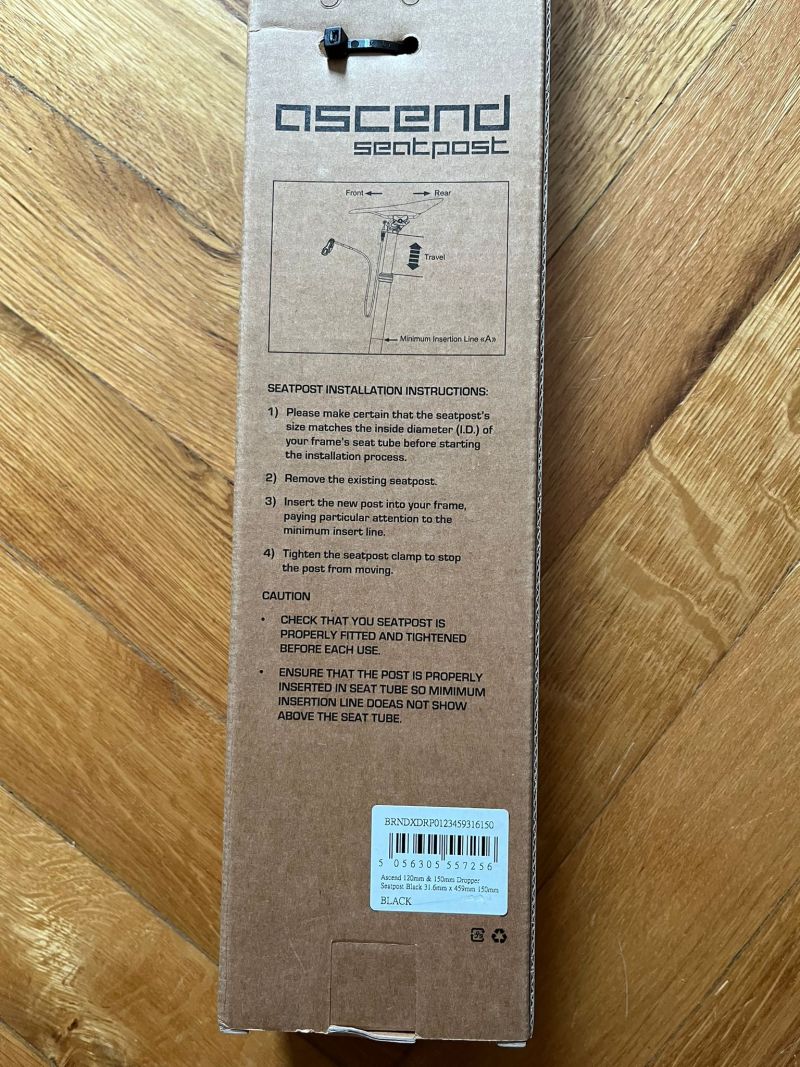 ascend
seatpost
Front Rear
Travel
Minimum Insertion Line «A»
SEATPOST INSTALLATION INSTRUCTIONS:
1) Please make certain that the seatpost's
size matches the inside diameter (I.D.) of
your frame's seat tube before starting
the installation process.
2) Remove the existing seatpost.
3) Insert the new post into your frame,
paying particular attention to the
minimum insert line.
4) Tighten the seatpost clamp to stop
the post from moving.
CAUTION
• CHECK THAT YOU SEATPOST IS
PROPERLY FITTED AND TIGHTENED
BEFORE EACH USE.
• ENSURE THAT THE POST IS PROPERLY
INSERTED IN SEAT TUBE SO MIMIMUM
INSERTION LINE DOEAS NOT SHOW
ABOVE THE SEAT TUBE.
BRNDXDRP0123459316150
5 056305 557256
Ascend 120mm & 150mm Dropper
Seatpost Black 31.6mm x 459mm 150mm
BLACK